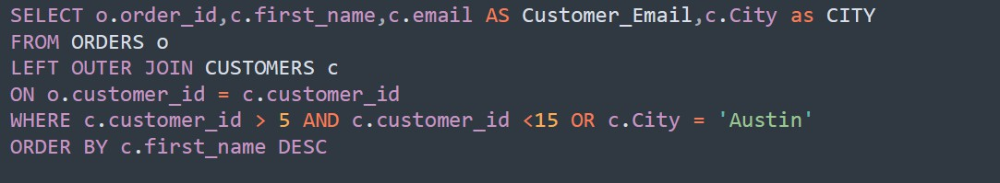 SELECT o.order_id,c.first_name,c.email AS Customer_Email,c.City as CITY
FROM ORDERS o
LEFT OUTER JOIN CUSTOMERS c
ON o.customer_id = c.customer_id
WHERE c.customer_id > 5 AND c.customer_id <15 OR c.City = 'Austin'
ORDER BY c.first_name DESC